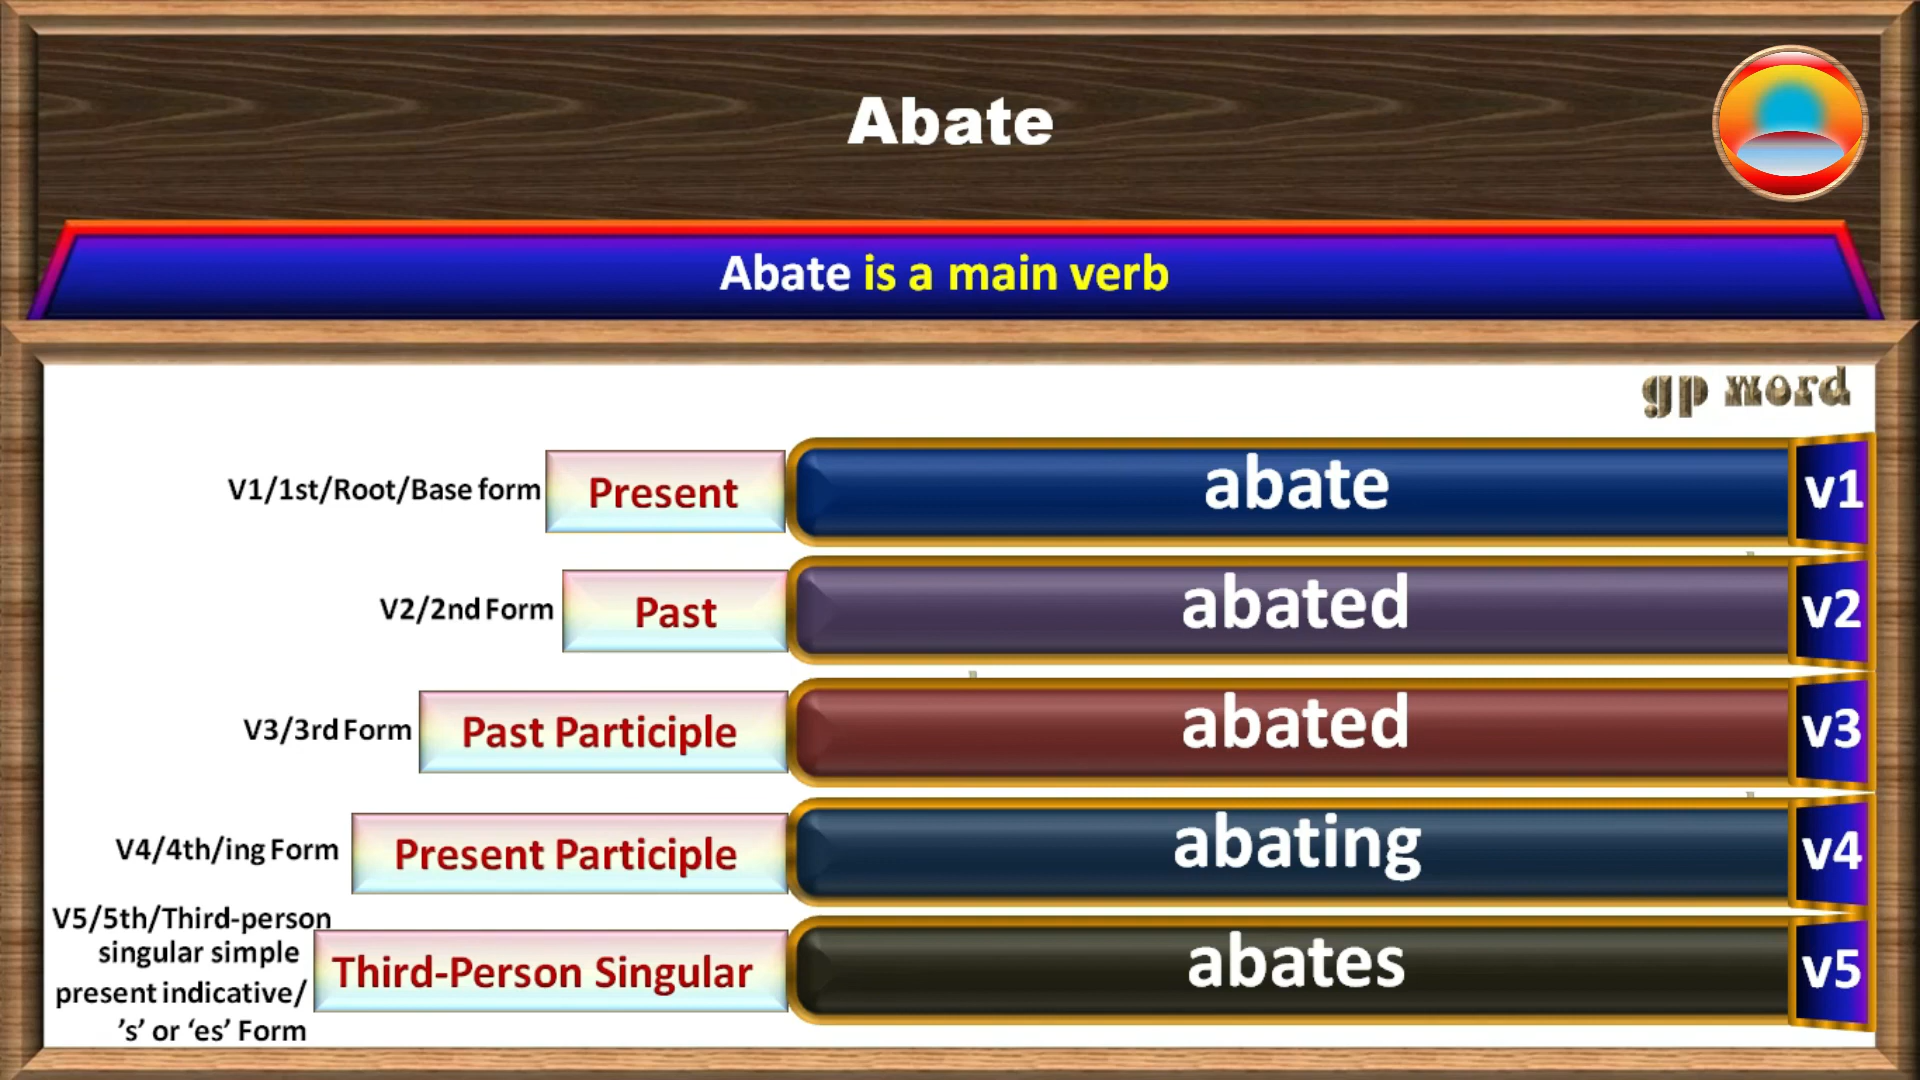 Abate
Abate is a main verb
gp word
V1/1st/Root/Base form Present abate v1
V2/2nd Form Past abated v2
V3/3rd Form Past Participle abated v3
V4/4th/ing Form Present Participle abating v4
V5/5th/Third-person
singular simple
present indicative/
’s’ or ‘es’ Form
Third-Person Singular abates v5